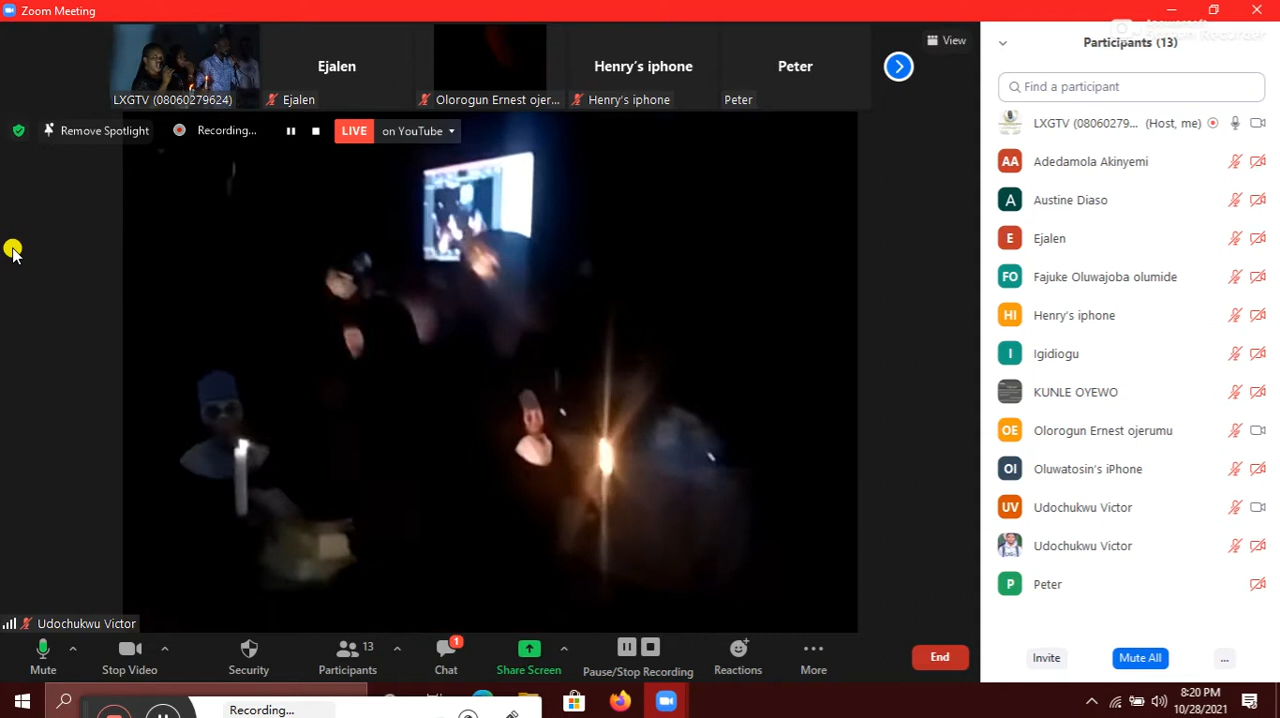 Zoom Meeting
Ejalen
Henry's iphone
Peter
LXGTV (08060279624)
Ejalen
Olorogun Ernest ojer...
Henry's iphone
Peter
View
Remove Spotlight
Recording...
LIVE on YouTube
Participants (13)
Find a participant
LXGTV (08060279... (Host, me)
AA Adedamola Akinyemi
A Austine Diaso
E Ejalen
FO Fajuke Oluwajoba olumide
HI Henry's iphone
I Igidiogu
KUNLE OYEWO
OE Olorogun Ernest ojerumu
OI Oluwatosin's iPhone
UV Udochukwu Victor
Udochukwu Victor
P Peter
Udochukwu Victor
Mute
Stop Video
Security
13
Participants
1
Chat
Share Screen
Pause/Stop Recording
Reactions
More
End
Invite
Mute All
...
Recording...
8:20 PM
10/28/2021